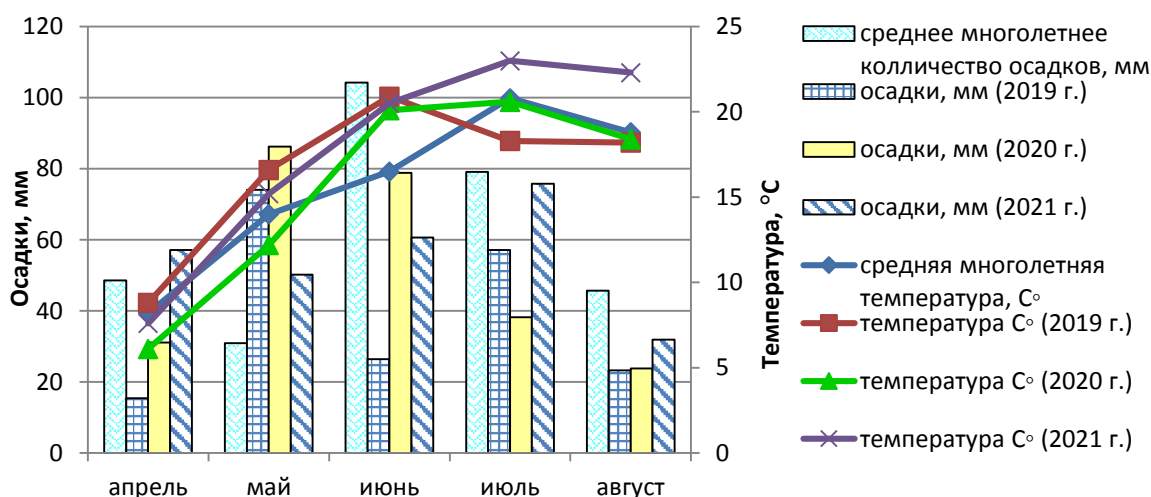 120
100
80
60
40
20
0
Осадки, мм
25
20
15
10
5
0
Температура, °С
апрель май июнь июль август
среднее многолетнее
колличество осадков, мм
осадки, мм (2019 г.)
осадки, мм (2020 г.)
осадки, мм (2021 г.)
средняя многолетняя
температура, С◦
температура С◦ (2019 г.)
температура С◦ (2020 г.)
температура С◦ (2021 г.)